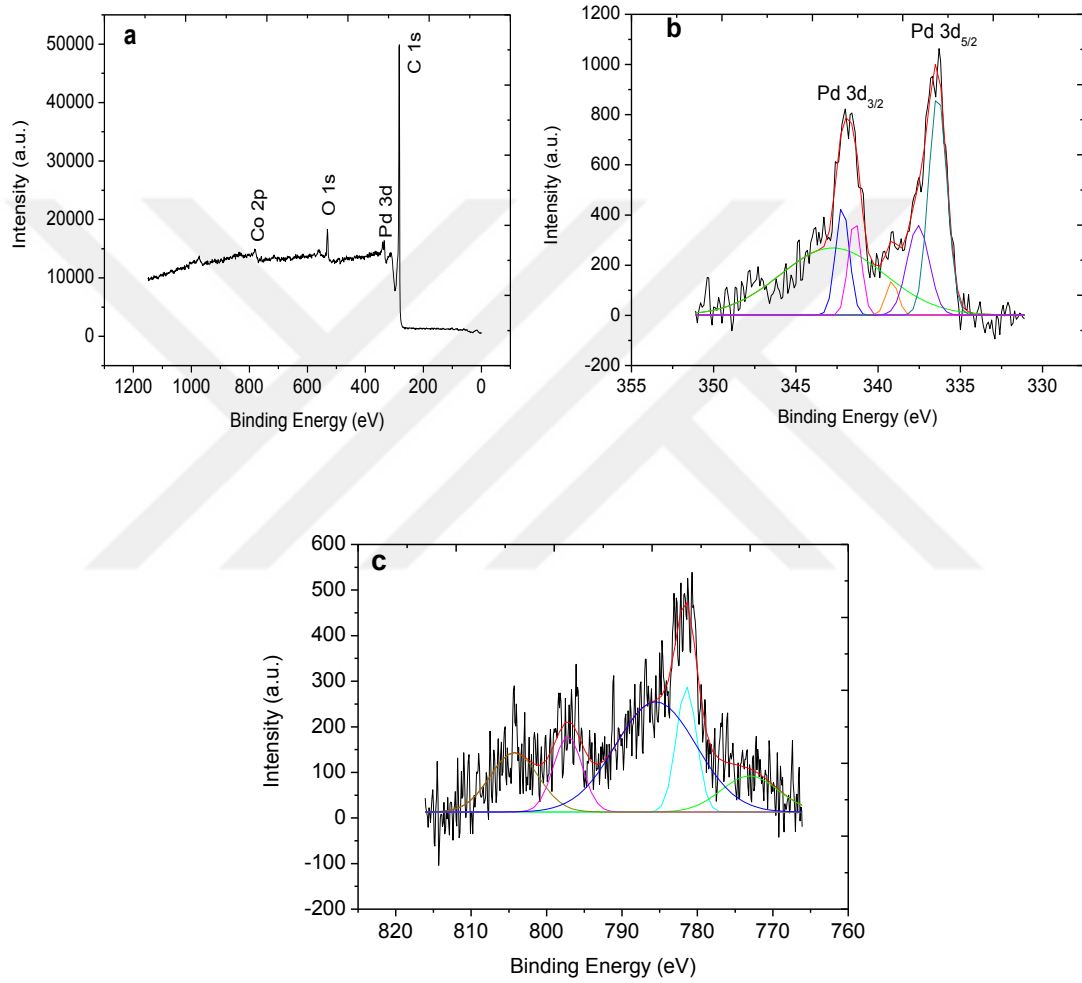 a
50000
40000
30000
20000
10000
0
Intensity (a.u.)
C 1s
O 1s
Pd 3d
Co 2p
1200 1000 800 600 400 200 0
Binding Energy (eV)
b
1200
1000
800
600
400
200
0
-200
Intensity (a.u.)
Pd 3d5/2
Pd 3d3/2
355 350 345 340 335 330
Binding Energy (eV)
c
600
500
400
300
200
100
0
-100
-200
Intensity (a.u.)
820 810 800 790 780 770 760
Binding Energy (eV)